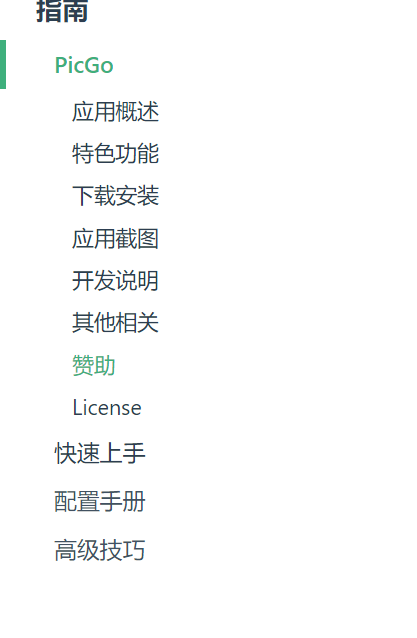 指南
PicGo
应用概述
特色功能
下载安装
应用截图
开发说明
其他相关
赞助
License
快速上手
配置手册
高级技巧